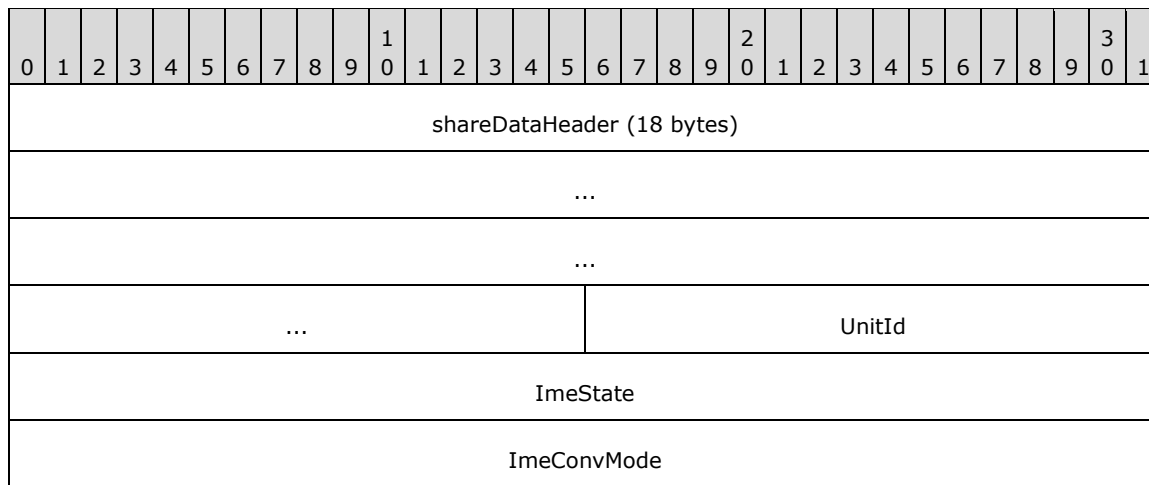 1 2 3
0 1 2 3 4 5 6 7 8 9 0 1 2 3 4 5 6 7 8 9 0 1 2 3 4 5 6 7 8 9 0 1
shareDataHeader (18 bytes)
...
...
... UnitId
ImeState
ImeConvMode